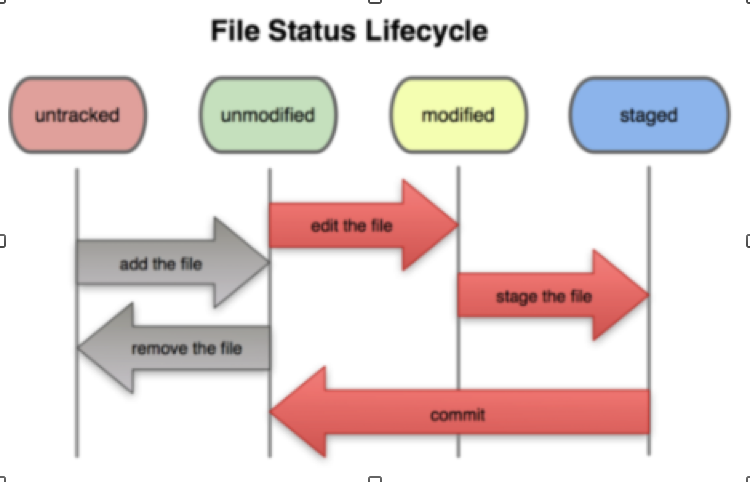 File Status Lifecycle
untracked
unmodified
modified
staged
edit the file
add the file
stage the file
remove the file
commit